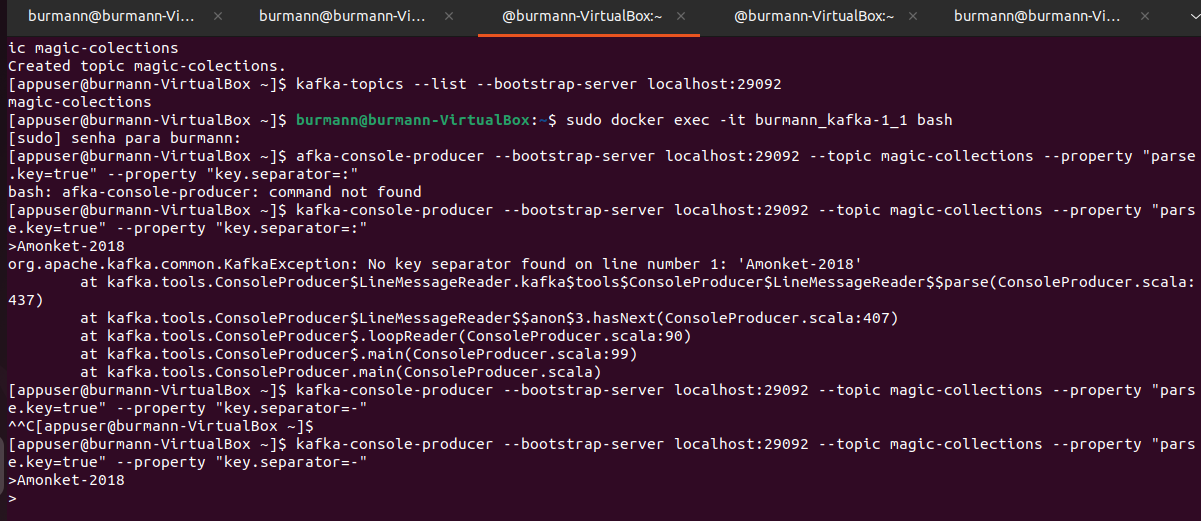 burmann@burmann-Vi... × burmann@burmann-Vi... × @burmann-VirtualBox:~ × @burmann-VirtualBox:~ × burmann@burmann-Vi... ×
ic magic-colections
Created topic magic-colections.
[appuser@burmann-VirtualBox ~]$ kafka-topics --list --bootstrap-server localhost:29092
magic-colections
[appuser@burmann-VirtualBox ~]$ burmann@burmann-VirtualBox:~$ sudo docker exec -it burmann_kafka-1_1 bash
[sudo] senha para burmann:
[appuser@burmann-VirtualBox ~]$ afka-console-producer --bootstrap-server localhost:29092 --topic magic-collections --property "parse
.key=true" --property "key.separator=:"
bash: afka-console-producer: command not found
[appuser@burmann-VirtualBox ~]$ kafka-console-producer --bootstrap-server localhost:29092 --topic magic-collections --property "pars
e.key=true" --property "key.separator=:"
>Amonket-2018
org.apache.kafka.common.KafkaException: No key separator found on line number 1: 'Amonket-2018'
        at kafka.tools.ConsoleProducer$LineMessageReader.kafka$tools$ConsoleProducer$LineMessageReader$$parse(ConsoleProducer.scala:
437)
        at kafka.tools.ConsoleProducer$LineMessageReader$$anon$3.hasNext(ConsoleProducer.scala:407)
        at kafka.tools.ConsoleProducer$.loopReader(ConsoleProducer.scala:90)
        at kafka.tools.ConsoleProducer$.main(ConsoleProducer.scala:99)
        at kafka.tools.ConsoleProducer.main(ConsoleProducer.scala)
[appuser@burmann-VirtualBox ~]$ kafka-console-producer --bootstrap-server localhost:29092 --topic magic-collections --property "pars
e.key=true" --property "key.separator=-"
^^C[appuser@burmann-VirtualBox ~]$
[appuser@burmann-VirtualBox ~]$ kafka-console-producer --bootstrap-server localhost:29092 --topic magic-collections --property "pars
e.key=true" --property "key.separator=-"
>Amonket-2018
>